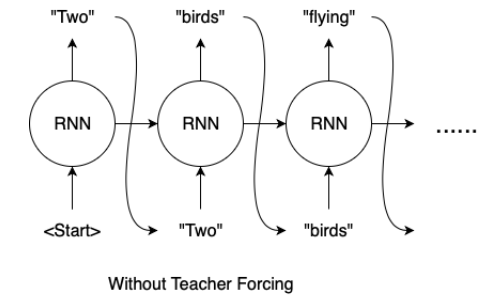 "Two" "birds" "flying"
RNN RNN RNN ......
<Start> "Two" "birds"
Without Teacher Forcing